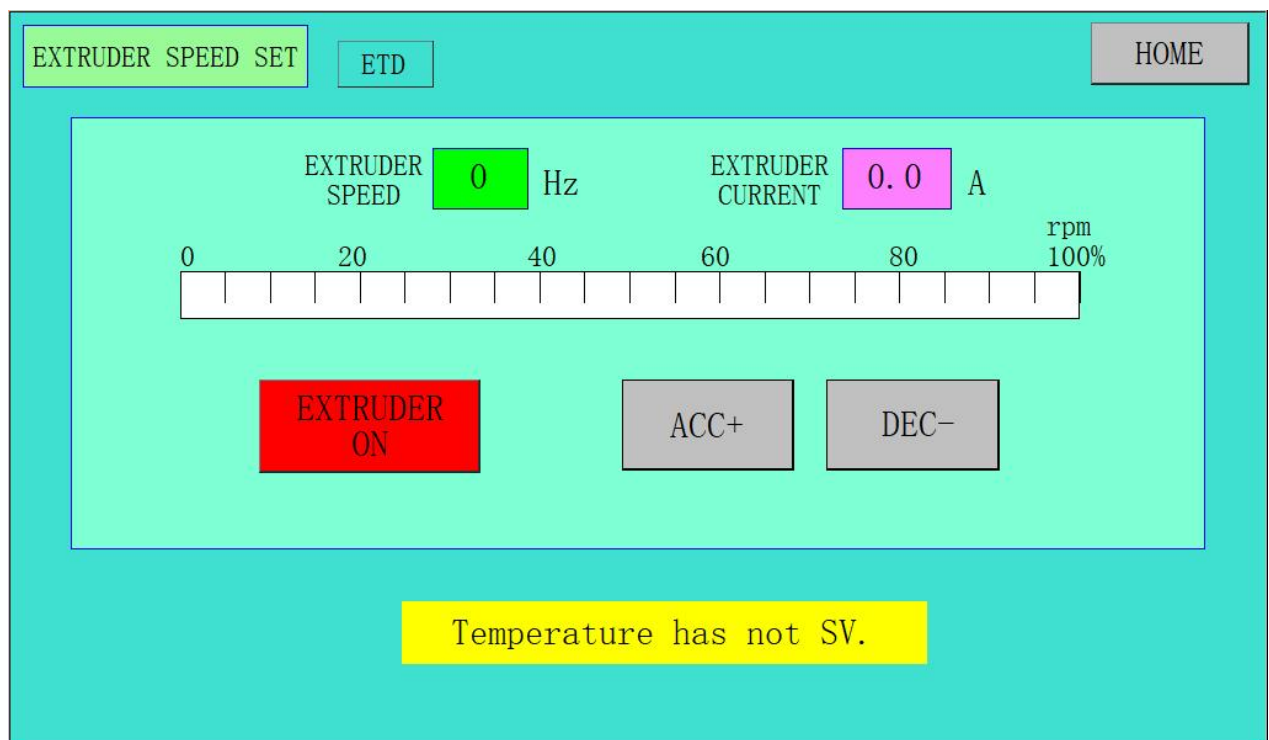 EXTRUDER SPEED SET
ETD
HOME
EXTRUDER
SPEED
0
Hz
EXTRUDER
CURRENT
0.0
A
rpm
0 20 40 60 80 100%
EXTRUDER
ON
ACC+
DEC-
Temperature has not SV.